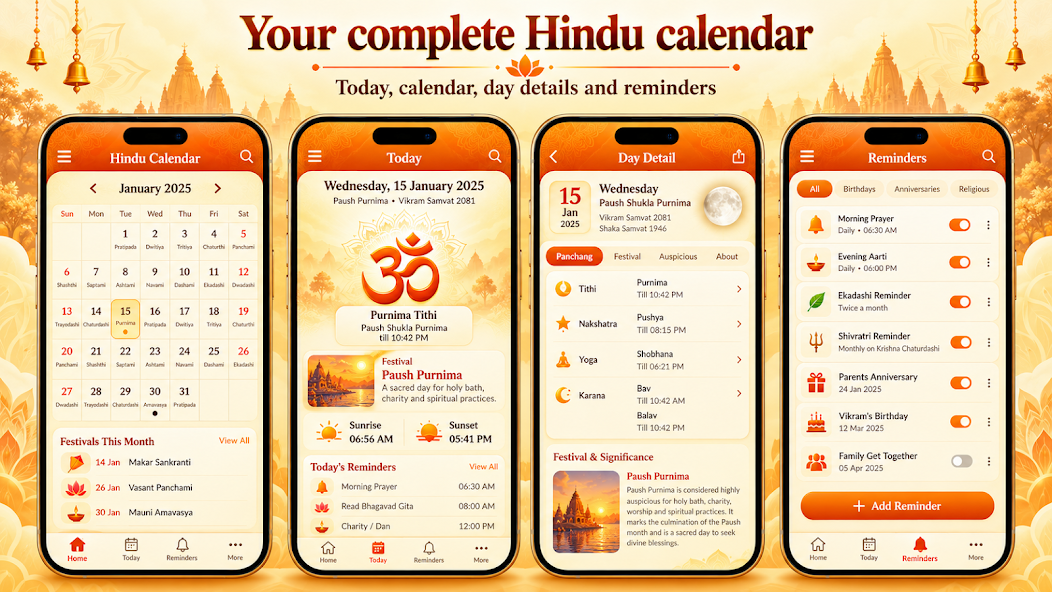 Your complete Hindu calendar
Today, calendar, day details and reminders
Hindu Calendar
January 2025
Sun Mon Tue Wed Thu Fri Sat
1 2 3 4 5
Pratipada Dwitiya Tritiya Chaturthi Panchami
6 7 8 9 10 11 12
Shashthi Saptami Ashtami Navami Dashami Ekadashi Dwadashi
13 14 15 16 17 18 19
Trayodashi Chaturdashi Purnima Pratipada Dwitiya Tritiya Chaturthi
20 21 22 23 24 25 26
Panchami Shashthi Saptami Ashtami Navami Dashami Ekadashi
27 28 29 30 31
Dwadashi Trayodashi Chaturdashi Amavasya Pratipada
Festivals This Month View All
14 Jan Makar Sankranti
26 Jan Vasant Panchami
30 Jan Mauni Amavasya
Home Today Reminders More
Today
Wednesday, 15 January 2025
Paush Purnima • Vikram Samvat 2081
ॐ
Purnima Tithi
Paush Shukla Purnima
till 10:42 PM
Festival
Paush Purnima
A sacred day for holy bath,
charity and spiritual practices.
Sunrise
06:56 AM
Sunset
05:41 PM
Today's Reminders View All
Morning Prayer 06:30 AM
Read Bhagavad Gita 08:00 AM
Charity / Dan 12:00 PM
Home Today Reminders More
Day Detail
15
Jan
2025
Wednesday
Paush Shukla Purnima
Vikram Samvat 2081
Shaka Samvat 1946
Panchang Festival Auspicious About
Tithi
Purnima
Till 10:42 PM
Nakshatra
Pushya
Till 08:15 PM
Yoga
Shobhana
Till 06:21 PM
Karana
Bav
Till 10:42 AM
Balav
Till 10:42 PM
Festival & Significance
Paush Purnima
Paush Purnima is considered highly
auspicious for holy bath, charity,
worship and spiritual practices. It
marks the culmination of the Paush
month and is a sacred day to seek
divine blessings.
Reminders
All Birthdays Anniversaries Religious
Morning Prayer
Daily • 06:30 AM
Evening Aarti
Daily • 06:00 PM
Ekadashi Reminder
Twice a month
Shivratri Reminder
Monthly on Krishna Chaturdashi
Parents Anniversary
24 Jan 2025
Vikram's Birthday
12 Mar 2025
Family Get Together
05 Apr 2025
+ Add Reminder
Home Today Reminders More